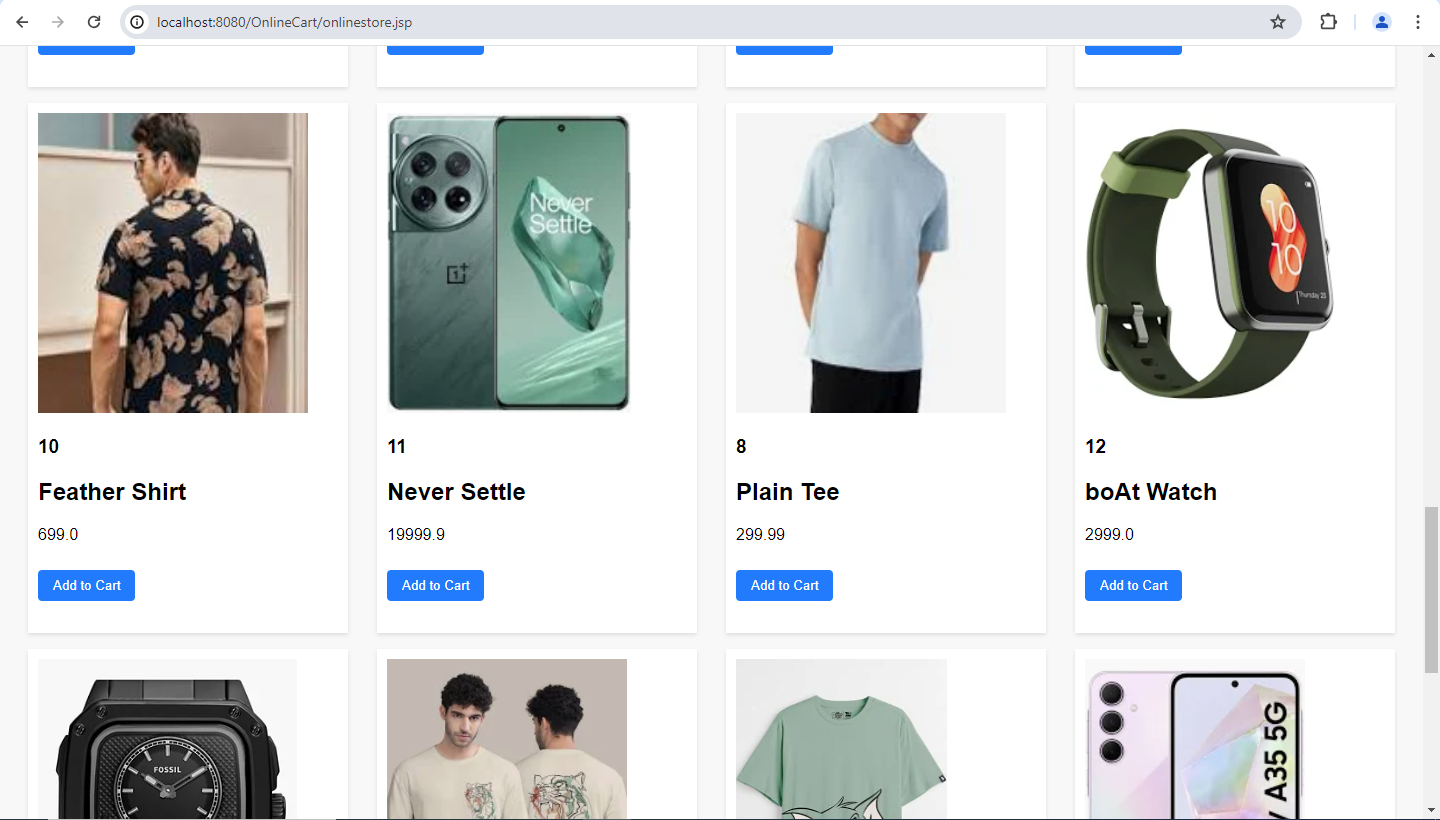 localhost:8080/OnlineCart/onlinestore.jsp
Never
Settle
10
10
Thursday 23
10
11
8
12
Feather Shirt
Never Settle
Plain Tee
boAt Watch
699.0
19999.9
299.99
2999.0
Add to Cart
Add to Cart
Add to Cart
Add to Cart
FOSSIL
A35 5G